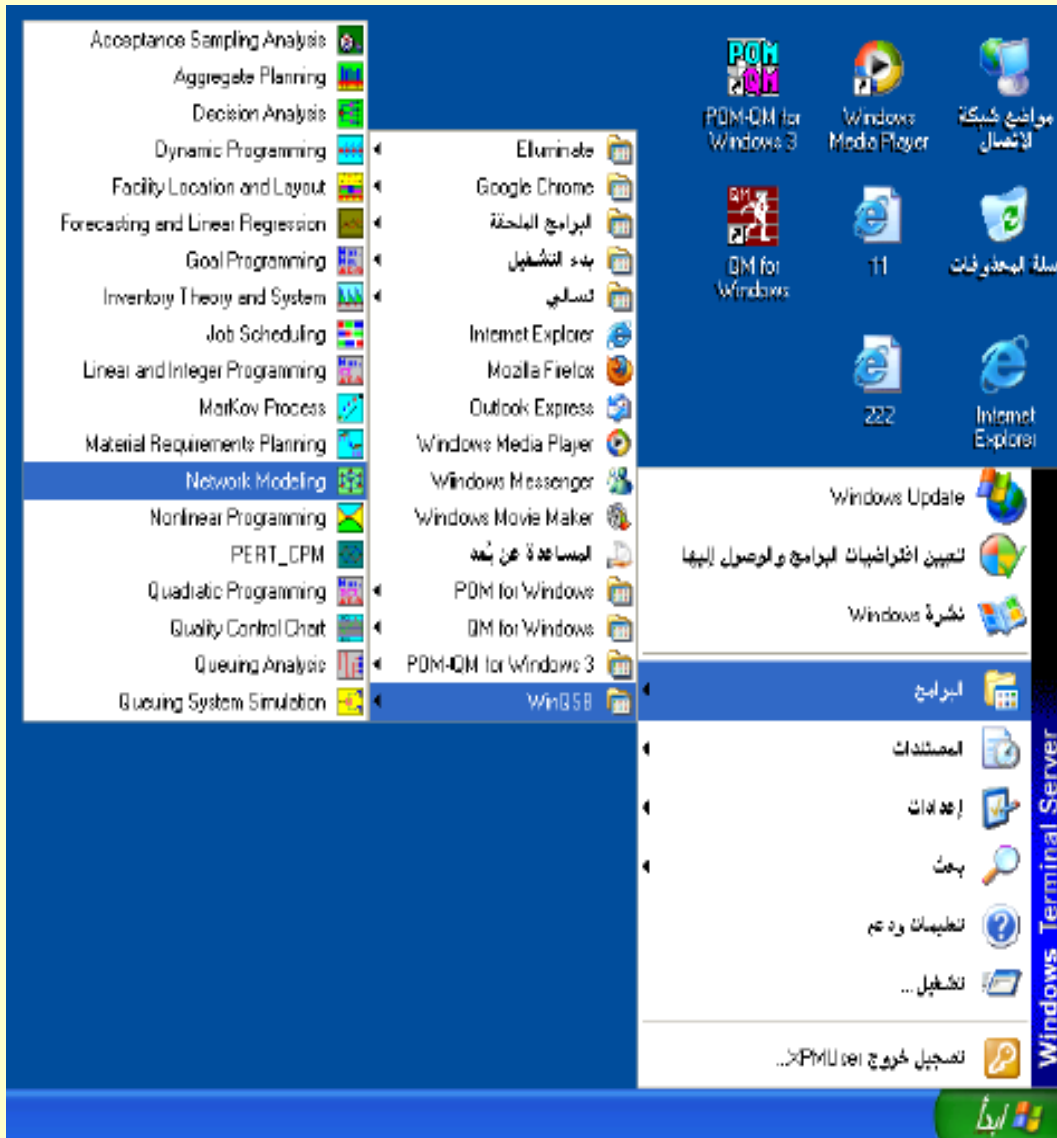 Acceptance Sampling Analysis
Aggregate Planning
Decision Analysis
Dynamic Programming
Facility Location and Layout
Forecasting and Linear Regression
Goal Programming
Inventory Theory and System
Job Scheduling
Linear and Integer Programming
MarKov Process
Material Requirements Planning
Network Modeling
Nonlinear Programming
PERT_CPM
Quadratic Programming
Quality Control Chart
Queuing Analysis
Queuing System Simulation
Elluminate
Google Chrome
البرامج الملحقة
بدء التشغيل
تسالي
Internet Explorer
Mozilla Firefox
Outlook Express
Windows Media Player
Windows Messenger
Windows Movie Maker
المساعدة عن بُعد
POM for Windows
QM for Windows
POM-QM for Windows 3
WinQSB
POM
QM
POM-QM for
Windows 3
Windows
Media Player
مواضع شبكة
الاتصال
QM
QM for
Windows
11
سلة المحذوفات
222
Internet
Explorer
Windows Update
تعيين افتراضيات البرامج والوصول إليها
نشرة Windows
البرامج
المستندات
إعدادات
بحث
تعليمات ودعم
تشغيل...
تسجيل خروج XPMUser...
Windows Terminal Server
ابدأ